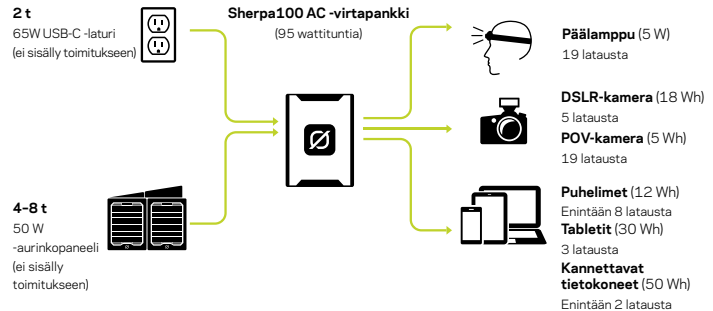 2 t
65W USB-C -laturi
(ei sisälly toimitukseen)
4–8 t
50 W
-aurinkopaneeli
(ei sisälly
toimitukseen)
Sherpa100 AC -virtapankki
(95 wattituntia)
Päälamppu (5 W)
19 latausta
DSLR-kamera (18 Wh)
5 latausta
POV-kamera (5 Wh)
19 latausta
Puhelimet (12 Wh)
Enintään 8 latausta
Tabletit (30 Wh)
3 latausta
Kannettavat
tietokoneet (50 Wh)
Enintään 2 latausta